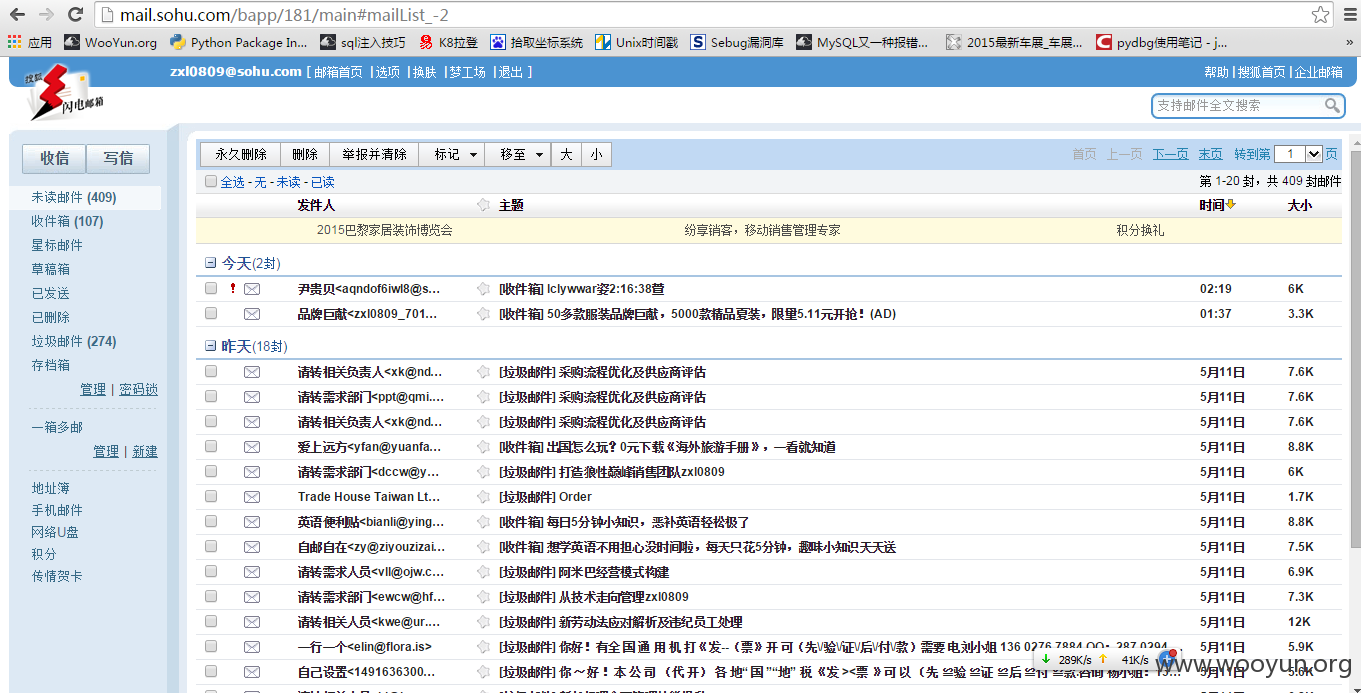 mail.sohu.com/bapp/181/main#mailList_-2
应用 WooYun.org Python Package In... sql注入技巧 K8拉登 拾取坐标系统 Unix时间戳 Sebug漏洞库 MySQL又一种报错... 2015最新车展_车展... pydbg使用笔记 - j... »
zxl0809@sohu.com [ 邮箱首页 | 选项 | 换肤 | 梦工场 | 退出 ] 帮助 | 搜狐首页 | 企业邮箱
搜狐 闪电邮箱
支持邮件全文搜索
收信 写信
永久删除 删除 举报并清除 标记 移至 大 小 首页 上一页 下一页 末页 转到第 1 页
全选 - 无 - 未读 - 已读 第 1-20 封，共 409 封邮件
发件人 主题 时间 大小
2015巴黎家居装饰博览会 纷享销客，移动销售管理专家 积分换礼
未读邮件 (409)
收件箱 (107)
星标邮件
草稿箱
已发送
已删除
垃圾邮件 (274)
存档箱
管理 | 密码锁
一箱多邮
管理 | 新建
地址簿
手机邮件
网络U盘
积分
传情贺卡
今天(2封)
尹贵贝<aqndof6iwl8@s... [收件箱] lclywwar姿2:16:38萱 02:19 6K
品牌巨献<zxl0809_701... [收件箱] 50多款服装品牌巨献，5000款精品夏装，限量5.11元开抢！(AD) 01:37 3.3K
昨天(18封)
请转相关负责人<xk@nd... [垃圾邮件] 采购流程优化及供应商评估 5月11日 7.6K
请转需求部门<ppt@qmi.... [垃圾邮件] 采购流程优化及供应商评估 5月11日 7.6K
请转相关负责人<xk@nd... [垃圾邮件] 采购流程优化及供应商评估 5月11日 7.6K
爱上远方<yfan@yuanfa... [收件箱] 出国怎么玩？0元下载《海外旅游手册》，一看就知道 5月11日 8.8K
请转需求部门<dccw@y... [垃圾邮件] 打造狼性巅峰销售团队zxl0809 5月11日 6K
Trade House Taiwan Lt... [垃圾邮件] Order 5月11日 1.7K
英语便利贴<bianli@ying... [收件箱] 每日5分钟小知识，恶补英语轻松极了 5月11日 8.8K
自邮自在<zy@ziyouzizai... [收件箱] 想学英语不用担心没时间啦，每天只花5分钟，趣味小知识天天送 5月11日 7.5K
请转需求人员<vll@ojw.c... [垃圾邮件] 阿米巴经营模式构建 5月11日 6.9K
请转需求部门<ewcw@hf... [垃圾邮件] 从技术走向管理zxl0809 5月11日 7.3K
请转相关人员<kwe@ur.... [垃圾邮件] 新劳动法应对解析及违纪员工处理 5月11日 12K
一行一个<elin@flora.is> [垃圾邮件] 你好！有全国通用机打《发--（票》开可（先\/验\/证\/后\/付\/款）需要电刘小姐 136 0276 7884 QQ：287 0294 5月11日 5.9K
自己设置<1491636300... [垃圾邮件] 你～好！本公司（代开）各地“国”“地”税《发><票》可以（先≌验≌证≌后≌付≌款 咨询 杨小姐：13... 5月11日 5.6K
289K/s 41K/s
www.wooyun.org